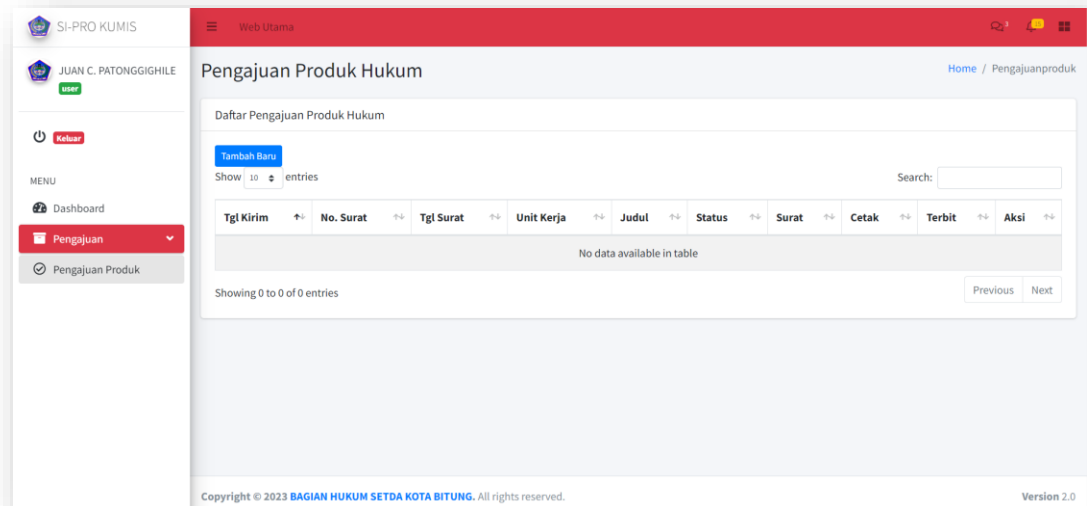 SI-PRO KUMIS
Web Utama
3
15
JUAN C. PATONGGIGHILE
user
Keluar
MENU
Dashboard
Pengajuan
Pengajuan Produk
Pengajuan Produk Hukum
Home / Pengajuanproduk
Daftar Pengajuan Produk Hukum
Tambah Baru
Show 10 entries
Search:
Tgl Kirim No. Surat Tgl Surat Unit Kerja Judul Status Surat Cetak Terbit Aksi
No data available in table
Showing 0 to 0 of 0 entries
Previous Next
Copyright © 2023 BAGIAN HUKUM SETDA KOTA BITUNG. All rights reserved.
Version 2.0